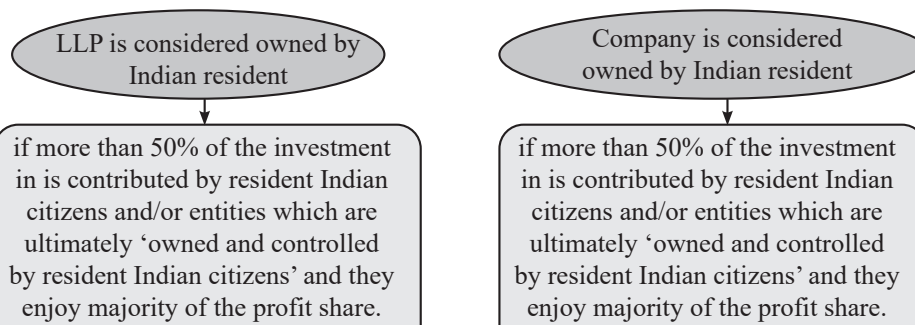 LLP is considered owned by
Indian resident
if more than 50% of the investment
in is contributed by resident Indian
citizens and/or entities which are
ultimately ‘owned and controlled
by resident Indian citizens’ and they
enjoy majority of the profit share.
Company is considered
owned by Indian resident
if more than 50% of the investment
in is contributed by resident Indian
citizens and/or entities which are
ultimately ‘owned and controlled
by resident Indian citizens’ and they
enjoy majority of the profit share.